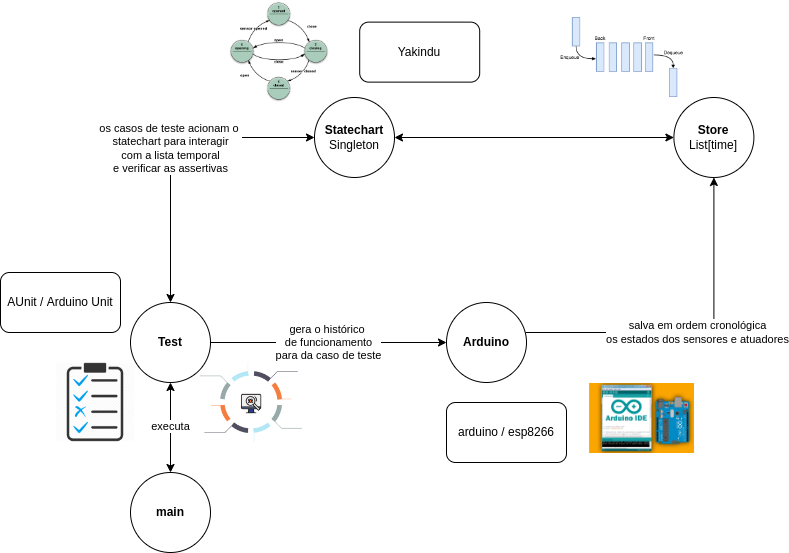 opened
sensor opened
close
open
opening
closing
close
open
sensor closed
closed
Yakindu
Back
Front
Enqueue
Dequeue
os casos de teste acionam o
statechart para interagir
com a lista temporal
e verificar as assertivas
Statechart
Singleton
Store
List[time]
AUnit / Arduino Unit
Test
gera o histórico
de funcionamento
para da caso de teste
Arduino
salva em ordem cronológica
os estados dos sensores e atuadores
executa
arduino / esp8266
Arduino IDE
main